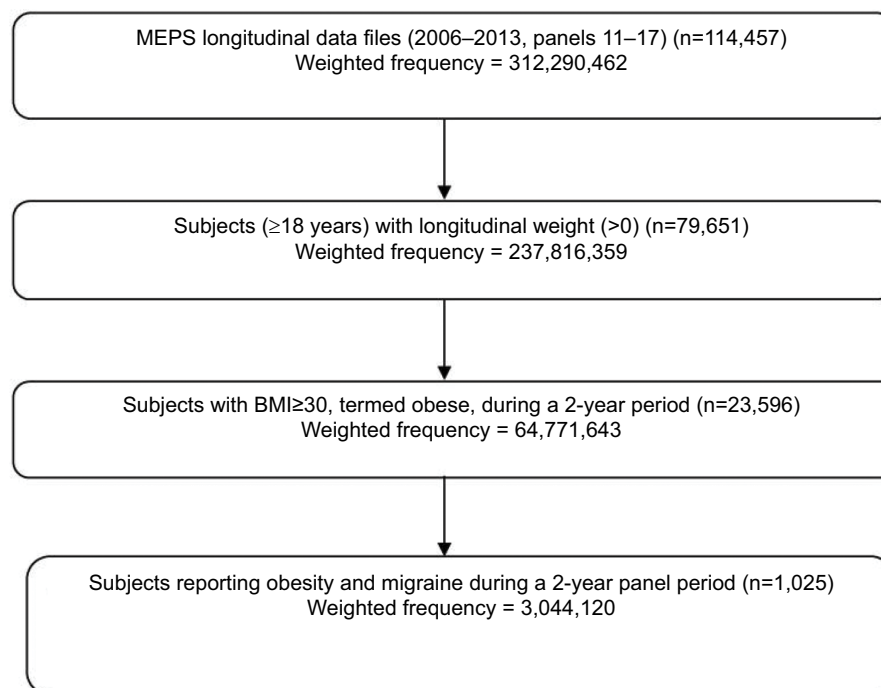 MEPS longitudinal data files (2006–2013, panels 11–17) (n=114,457)
Weighted frequency = 312,290,462
Subjects (≥18 years) with longitudinal weight (>0) (n=79,651)
Weighted frequency = 237,816,359
Subjects with BMI≥30, termed obese, during a 2-year period (n=23,596)
Weighted frequency = 64,771,643
Subjects reporting obesity and migraine during a 2-year panel period (n=1,025)
Weighted frequency = 3,044,120